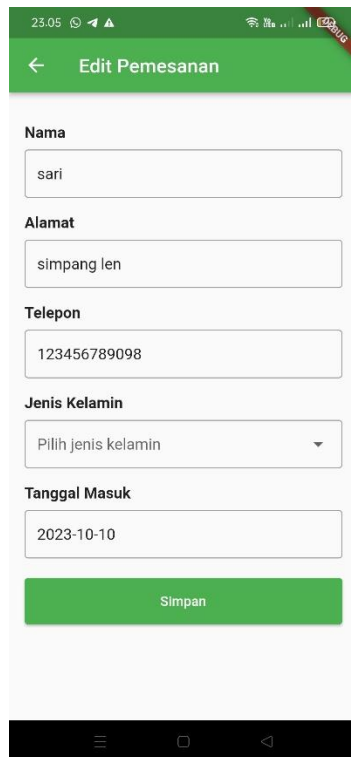 23.05
DEBUG
Edit Pemesanan
Nama
sari
Alamat
simpang len
Telepon
123456789098
Jenis Kelamin
Pilih jenis kelamin
Tanggal Masuk
2023-10-10
Simpan